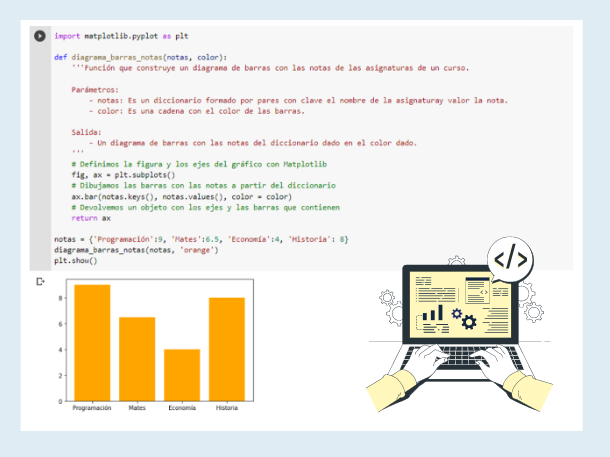 import matplotlib.pyplot as plt
def diagrama_barras_notas(notas, color):
'''Función que construye un diagrama de barras con las notas de las asignaturas de un curso.
Parámetros:
- notas: Es un diccionario formado por pares con clave el nombre de la asignaturay valor la nota.
- color: Es una cadena con el color de las barras.
Salida:
- Un diagrama de barras con las notas del diccionario dado en el color dado.
'''
# Definimos la figura y los ejes del gráfico con Matplotlib
fig, ax = plt.subplots()
# Dibujamos las barras con las notas a partir del diccionario
ax.bar(notas.keys(), notas.values(), color = color)
# Devolvemos un objeto con los ejes y las barras que contienen
return ax
notas = {'Programación':9, 'Mates':6.5, 'Economía':4, 'Historia': 8}
diagrama_barras_notas(notas, 'orange')
plt.show()
8
6
4
2
0
Programación Mates Economía Historia
</>